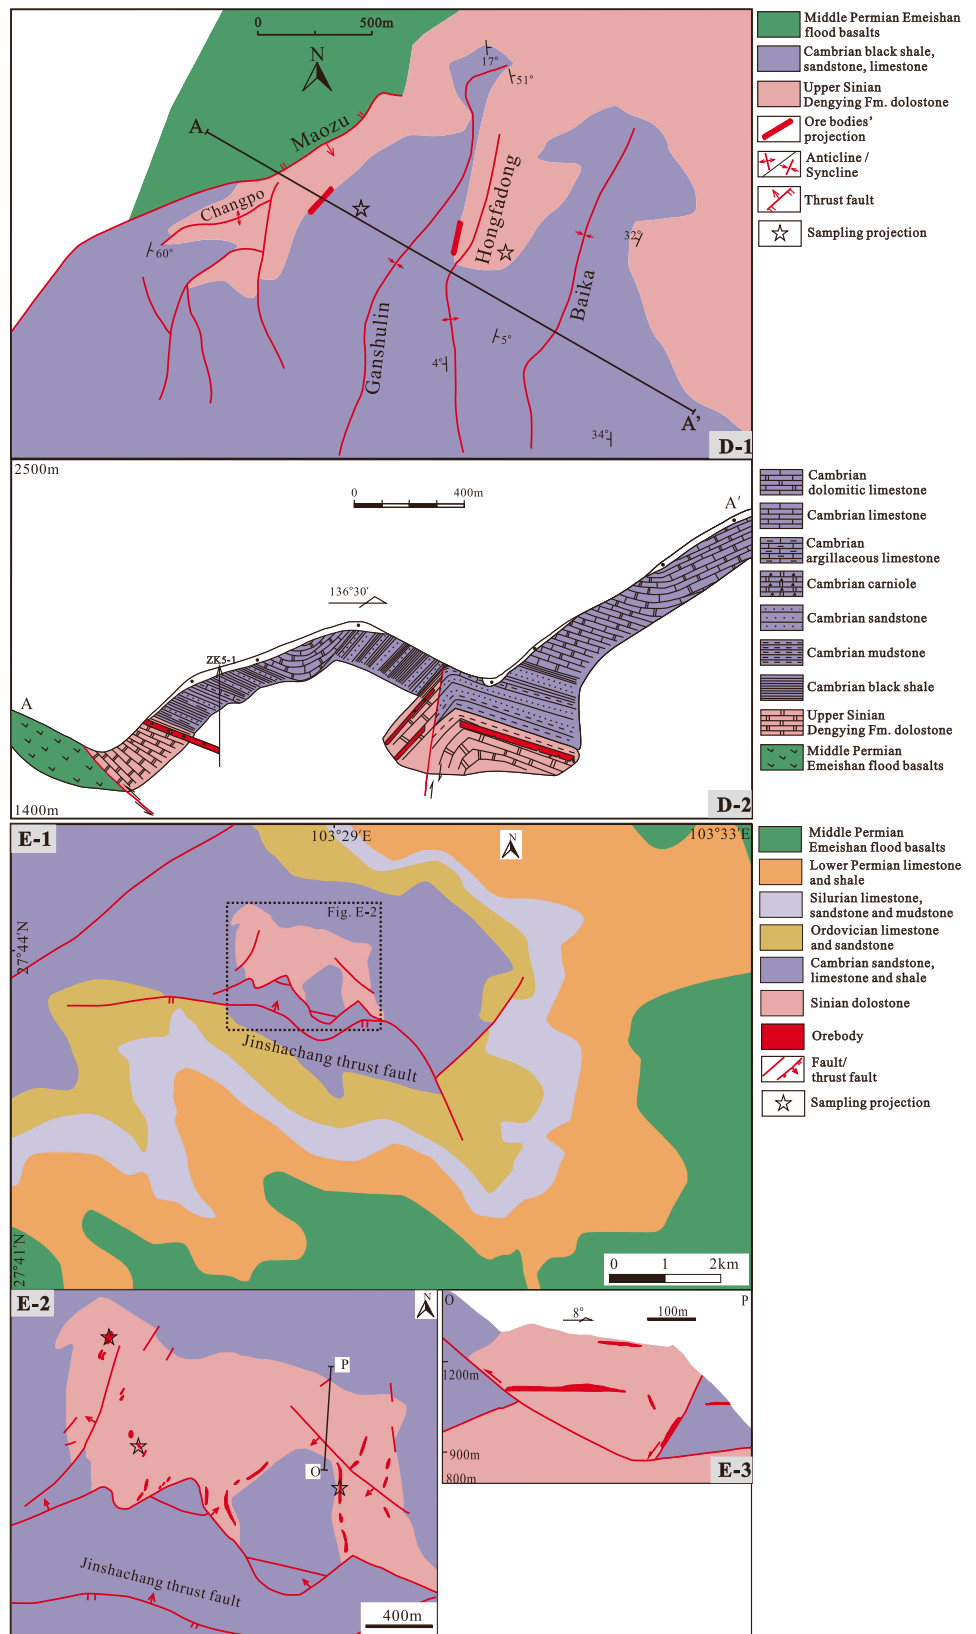 0 500m
N
A
Maozu
Changpo
17°
51°
60°
Hongfadong
32°
Baika
Ganshulin
5°
4°
34°
A'
D-1
Middle Permian Emeishan
flood basalts
Cambrian black shale,
sandstone, limestone
Upper Sinian
Dengying Fm. dolostone
Ore bodies'
projection
Anticline /
Syncline
Thrust fault
Sampling projection
2500m
0 400m
A'
136°30'
ZK5-1
A
1400m
D-2
Cambrian
dolomitic limestone
Cambrian limestone
Cambrian
argillaceous limestone
Cambrian carniole
Cambrian sandstone
Cambrian mudstone
Cambrian black shale
Upper Sinian
Dengying Fm. dolostone
Middle Permian
Emeishan flood basalts
E-1
103°29'E
103°33'E
N
Fig. E-2
27°44'N
Jinshachang thrust fault
27°41'N
0 1 2km
Middle Permian
Emeishan flood basalts
Lower Permian limestone
and shale
Silurian limestone,
sandstone and mudstone
Ordovician limestone
and sandstone
Cambrian sandstone,
limestone and shale
Sinian dolostone
Orebody
Fault/
thrust fault
Sampling projection
E-2
N
P
O
Jinshachang thrust fault
400m
O
8°
100m
P
1200m
900m
800m
E-3